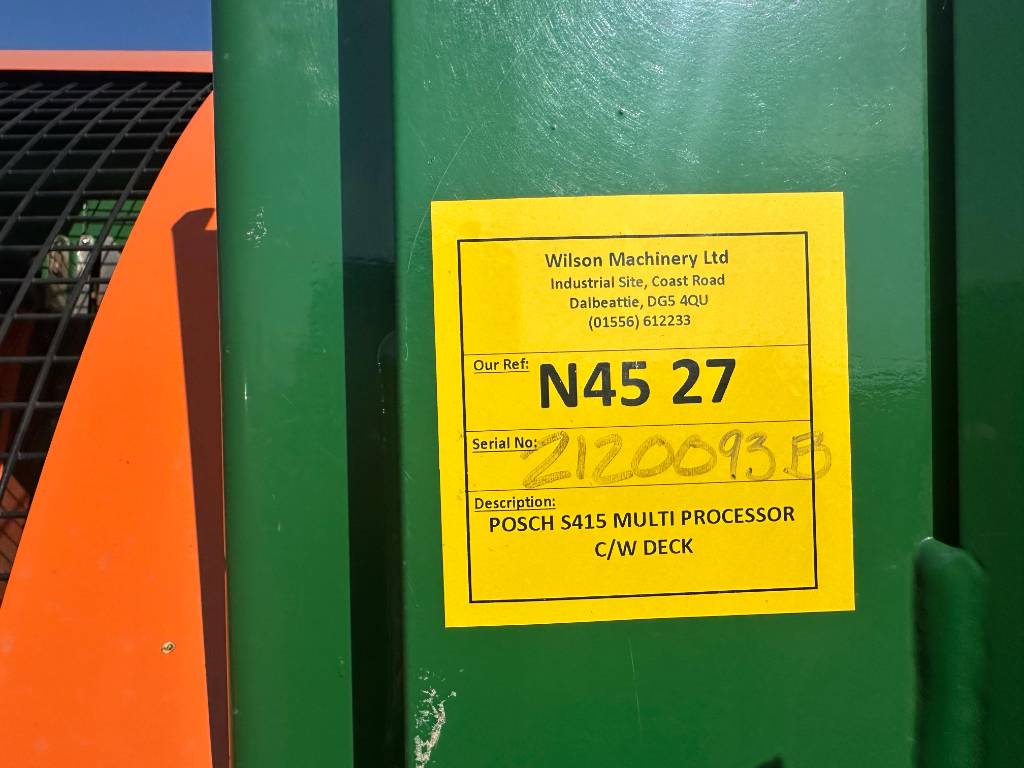 Wilson Machinery Ltd
Industrial Site, Coast Road
Dalbeattie, DG5 4QU
(01556) 612233
Our Ref: N45 27
Serial No: 2120093.B
Description:
POSCH S415 MULTI PROCESSOR
C/W DECK